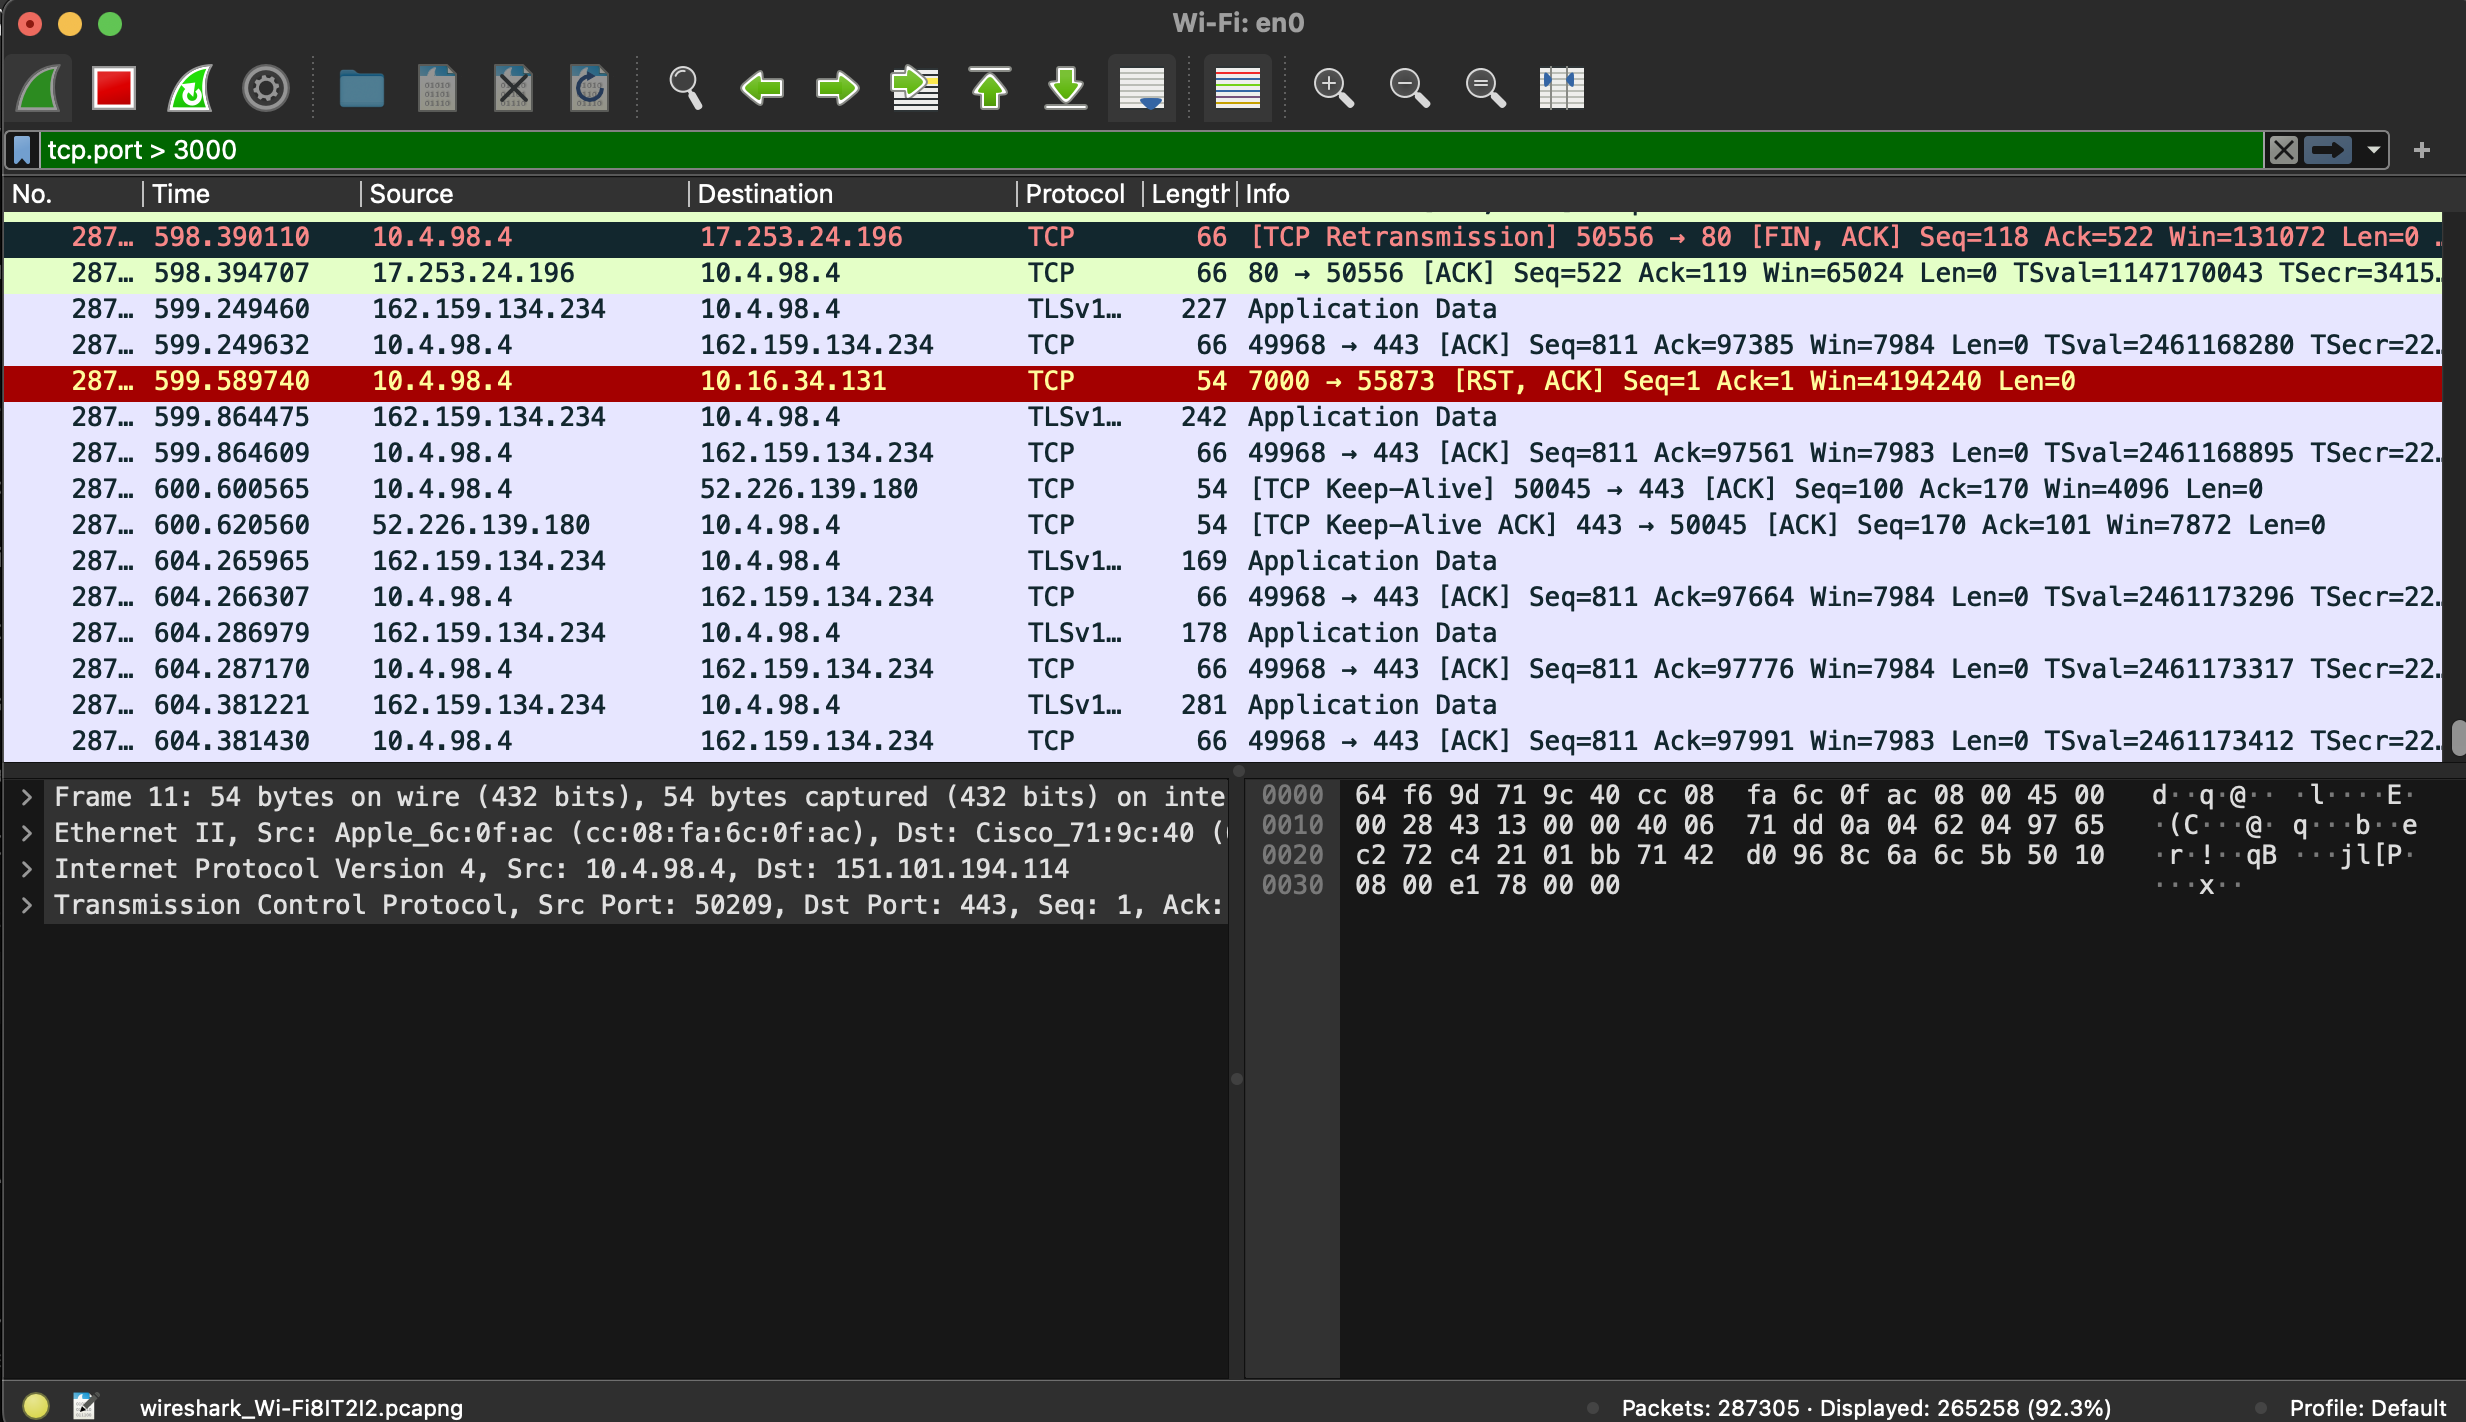 Wi-Fi: en0
tcp.port > 3000
No. Time Source Destination Protocol Length Info
287… 598.390110 10.4.98.4 17.253.24.196 TCP 66 [TCP Retransmission] 50556 → 80 [FIN, ACK] Seq=118 Ack=522 Win=131072 Len=0 …
287… 598.394707 17.253.24.196 10.4.98.4 TCP 66 80 → 50556 [ACK] Seq=522 Ack=119 Win=65024 Len=0 TSval=1147170043 TSecr=3415…
287… 599.249460 162.159.134.234 10.4.98.4 TLSv1… 227 Application Data
287… 599.249632 10.4.98.4 162.159.134.234 TCP 66 49968 → 443 [ACK] Seq=811 Ack=97385 Win=7984 Len=0 TSval=2461168280 TSecr=22…
287… 599.589740 10.4.98.4 10.16.34.131 TCP 54 7000 → 55873 [RST, ACK] Seq=1 Ack=1 Win=4194240 Len=0
287… 599.864475 162.159.134.234 10.4.98.4 TLSv1… 242 Application Data
287… 599.864609 10.4.98.4 162.159.134.234 TCP 66 49968 → 443 [ACK] Seq=811 Ack=97561 Win=7983 Len=0 TSval=2461168895 TSecr=22…
287… 600.600565 10.4.98.4 52.226.139.180 TCP 54 [TCP Keep-Alive] 50045 → 443 [ACK] Seq=100 Ack=170 Win=4096 Len=0
287… 600.620560 52.226.139.180 10.4.98.4 TCP 54 [TCP Keep-Alive ACK] 443 → 50045 [ACK] Seq=170 Ack=101 Win=7872 Len=0
287… 604.265965 162.159.134.234 10.4.98.4 TLSv1… 169 Application Data
287… 604.266307 10.4.98.4 162.159.134.234 TCP 66 49968 → 443 [ACK] Seq=811 Ack=97664 Win=7984 Len=0 TSval=2461173296 TSecr=22…
287… 604.286979 162.159.134.234 10.4.98.4 TLSv1… 178 Application Data
287… 604.287170 10.4.98.4 162.159.134.234 TCP 66 49968 → 443 [ACK] Seq=811 Ack=97776 Win=7984 Len=0 TSval=2461173317 TSecr=22…
287… 604.381221 162.159.134.234 10.4.98.4 TLSv1… 281 Application Data
287… 604.381430 10.4.98.4 162.159.134.234 TCP 66 49968 → 443 [ACK] Seq=811 Ack=97991 Win=7983 Len=0 TSval=2461173412 TSecr=22…
Frame 11: 54 bytes on wire (432 bits), 54 bytes captured (432 bits) on inte
Ethernet II, Src: Apple_6c:0f:ac (cc:08:fa:6c:0f:ac), Dst: Cisco_71:9c:40 (
Internet Protocol Version 4, Src: 10.4.98.4, Dst: 151.101.194.114
Transmission Control Protocol, Src Port: 50209, Dst Port: 443, Seq: 1, Ack:
0000 64 f6 9d 71 9c 40 cc 08 fa 6c 0f ac 08 00 45 00 d··q·@·· ·l····E·
0010 00 28 43 13 00 00 40 06 71 dd 0a 04 62 04 97 65 ·(C···@· q···b··e
0020 c2 72 c4 21 01 bb 71 42 d0 96 8c 6a 6c 5b 50 10 ·r·!··qB ···jl[P·
0030 08 00 e1 78 00 00 ···x··
wireshark_Wi-Fi8IT2I2.pcapng
Packets: 287305 · Displayed: 265258 (92.3%)
Profile: Default